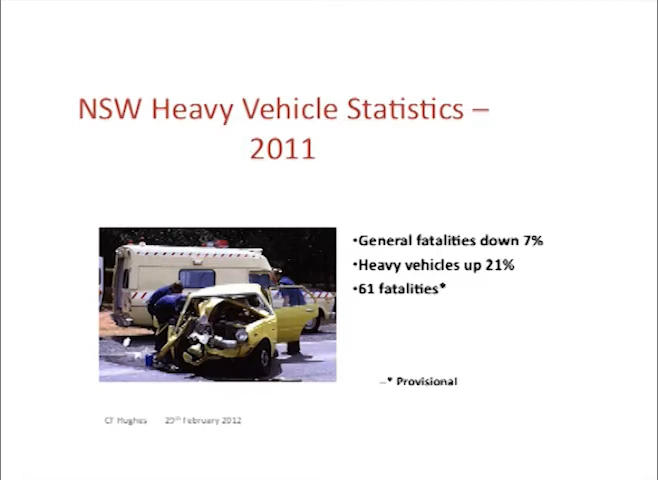 NSW Heavy Vehicle Statistics –
2011
•General fatalities down 7%
•Heavy vehicles up 21%
•61 fatalities*
–* Provisional
CT Hughes 29th February 2012